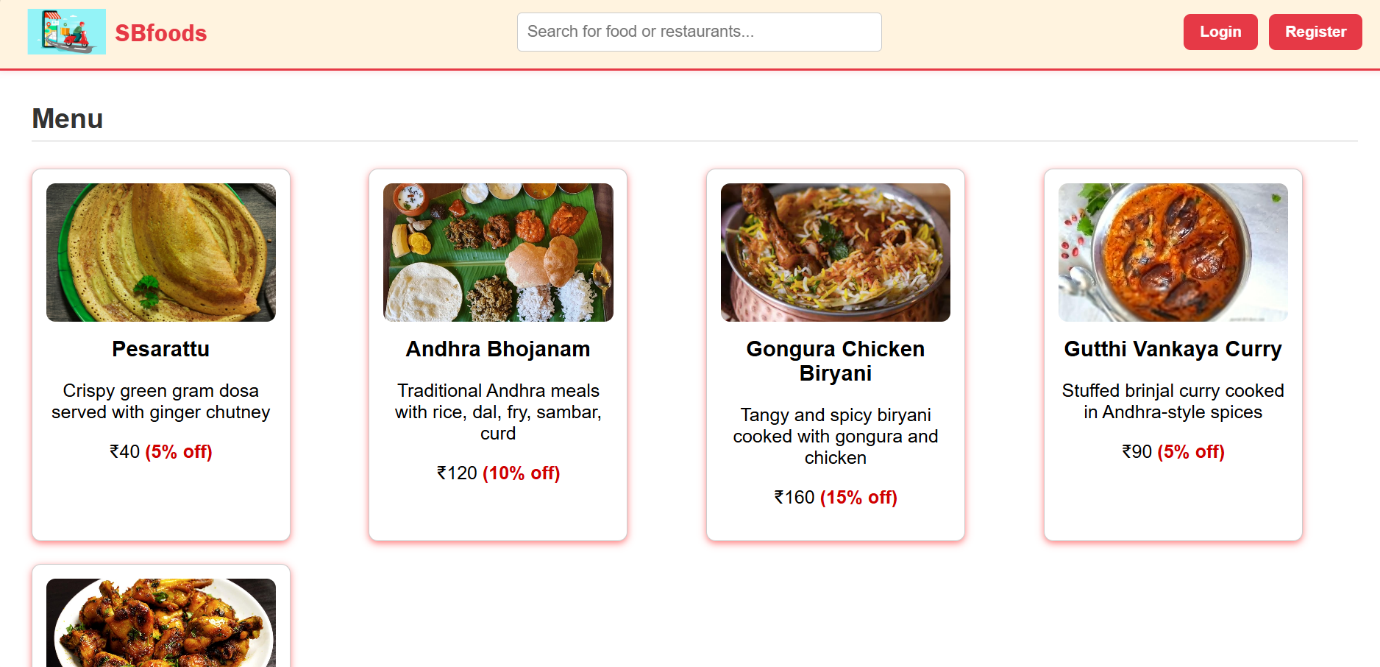 SBfoods
Search for food or restaurants...
Login
Register
Menu
Pesarattu
Crispy green gram dosa
served with ginger chutney
₹40 (5% off)
Andhra Bhojanam
Traditional Andhra meals
with rice, dal, fry, sambar,
curd
₹120 (10% off)
Gongura Chicken
Biryani
Tangy and spicy biryani
cooked with gongura and
chicken
₹160 (15% off)
Gutthi Vankaya Curry
Stuffed brinjal curry cooked
in Andhra-style spices
₹90 (5% off)